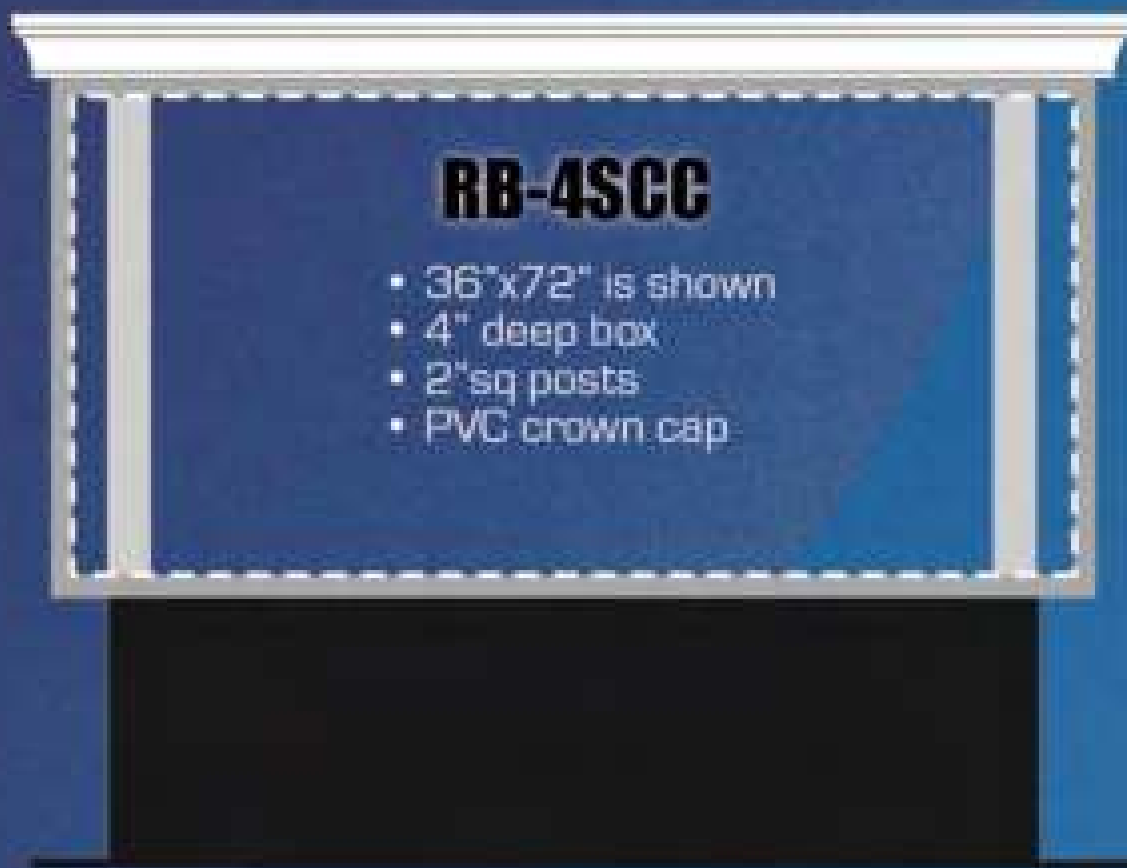 RB-4SCC
• 36"x72" is shown
• 4" deep box
• 2"sq posts
• PVC crown cap